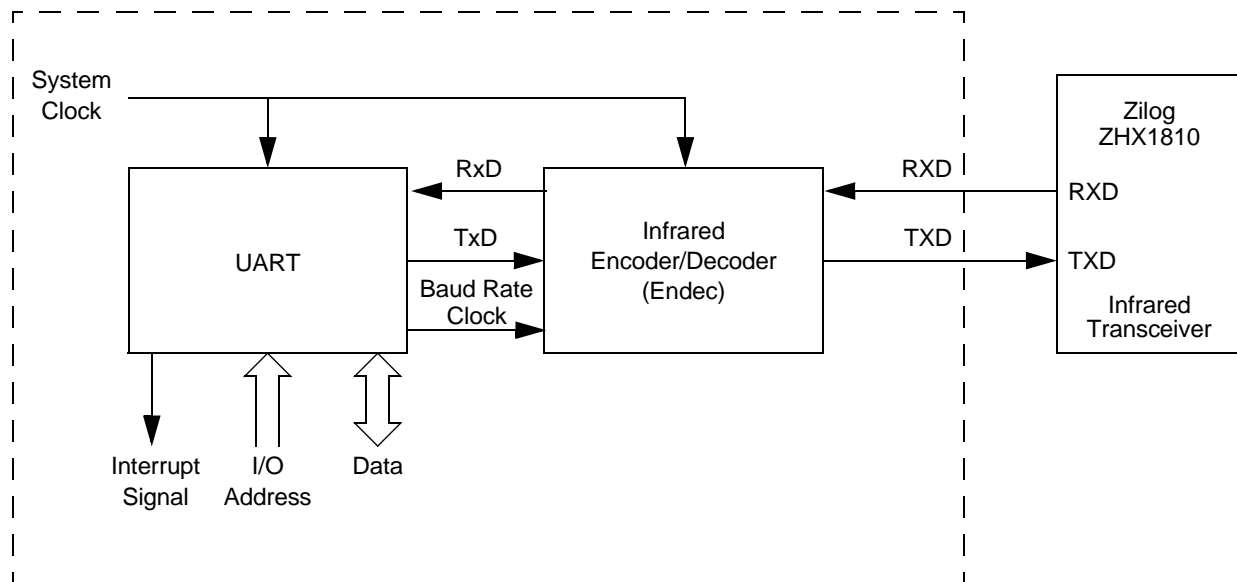 System
Clock
Zilog
ZHX1810
RxD
RXD
RXD
TxD
Infrared
Encoder/Decoder
(Endec)
TXD
TXD
UART
Baud Rate
Clock
Infrared
Transceiver
Interrupt
Signal
I/O
Address
Data